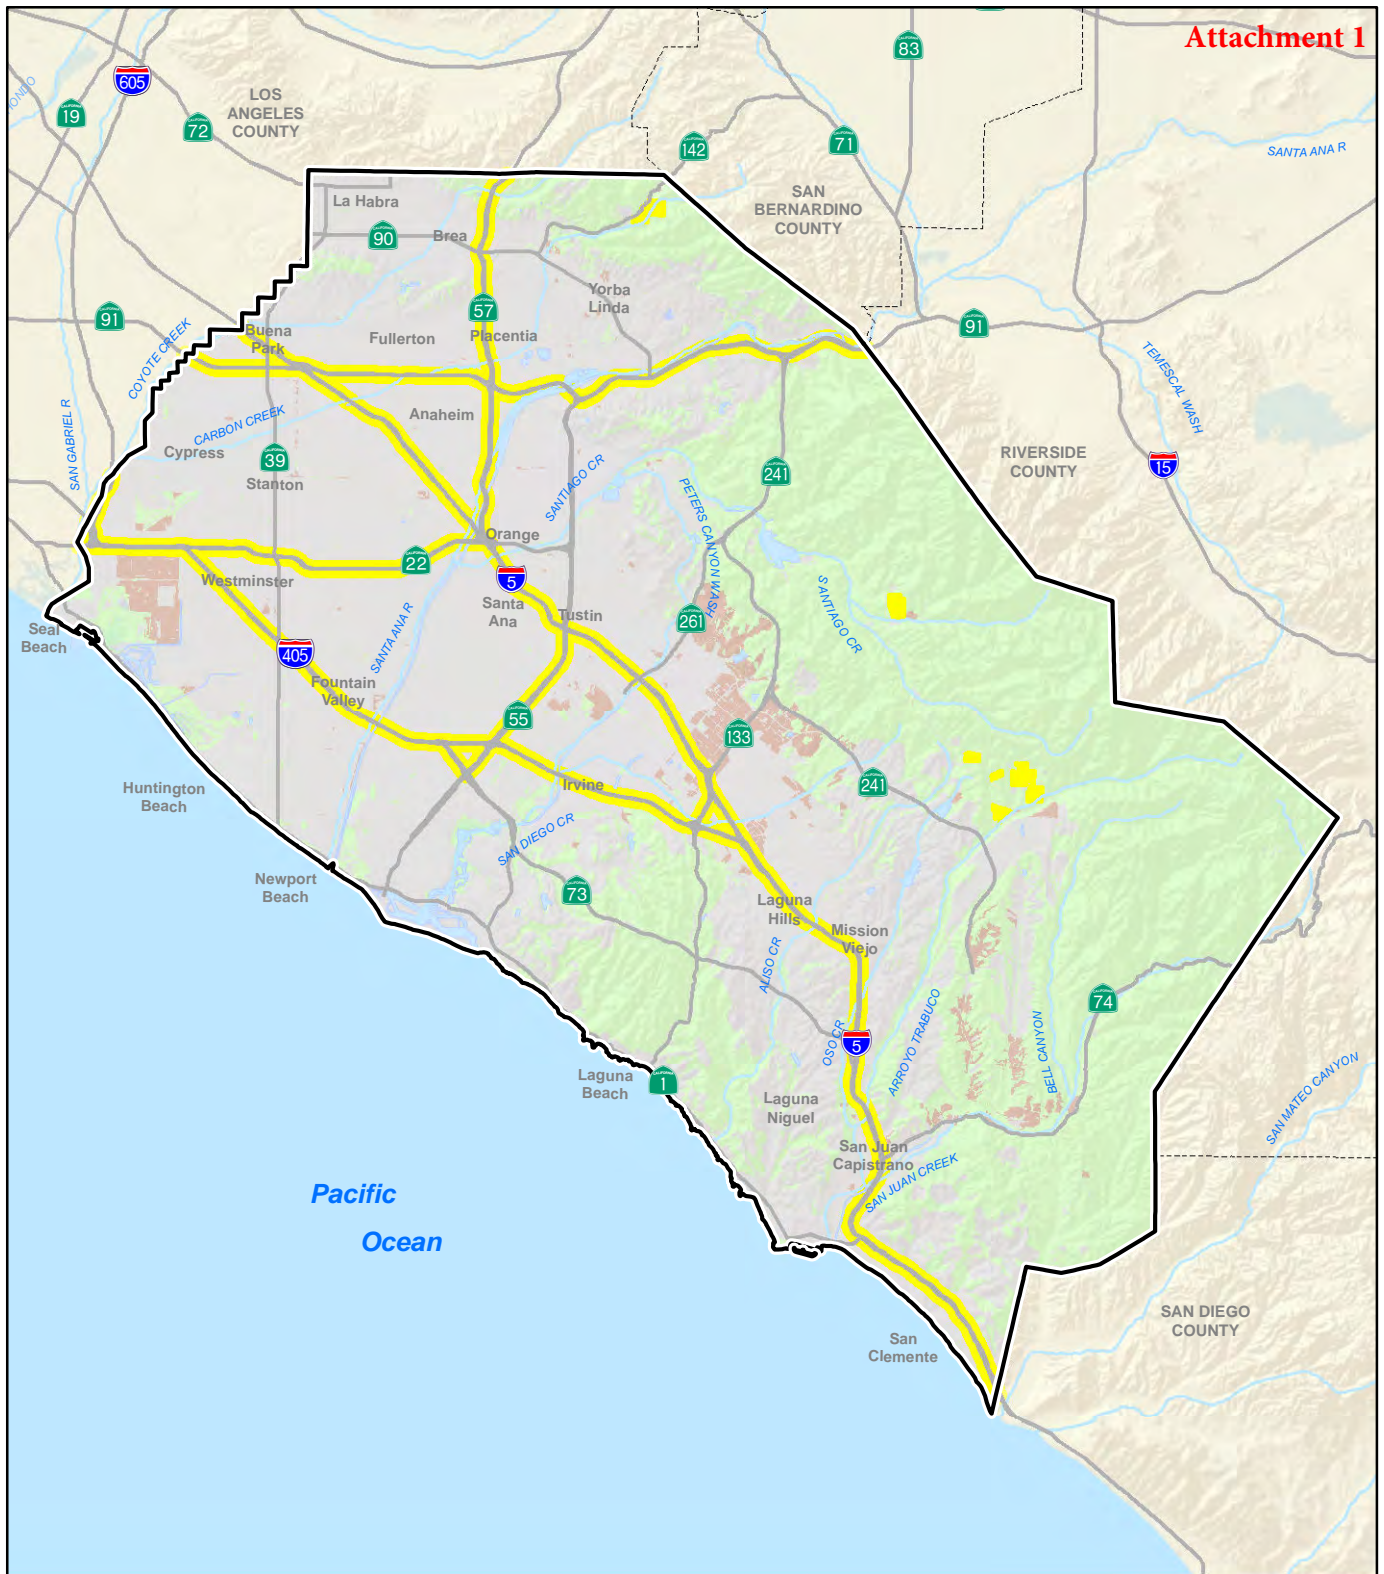 Attachment 1
83
605
LOS
ANGELES
COUNTY
19
72
142
71
SANTA ANA R
SAN
BERNARDINO
COUNTY
La Habra
90
Brea
Yorba
Linda
57
91
Buena
Park
Fullerton
Placentia
91
COYOTE CREEK
TEMESCAL WASH
SAN GABRIEL R
CARBON CREEK
Anaheim
Cypress
39
Stanton
SANTIAGO CR
241
RIVERSIDE
COUNTY
15
PETERS CANYON WASH
Orange
22
5
Westminster
Santa
Ana
Tustin
261
S SANTIAGO CR
Seal
Beach
405
SANTA ANA R
Fountain
Valley
55
133
Huntington
Beach
Irvine
241
SAN DIEGO CR
Newport
Beach
73
Laguna
Hills
Mission
Viejo
ALISO CR
74
OSO CR
5
ARROYO TRABUCO
BELL CANYON
Laguna
Beach
1
Laguna
Niguel
SAN MATEO CANYON
San Juan
Capistrano
SAN JUAN CREEK
Pacific
Ocean
San
Clemente
SAN DIEGO
COUNTY